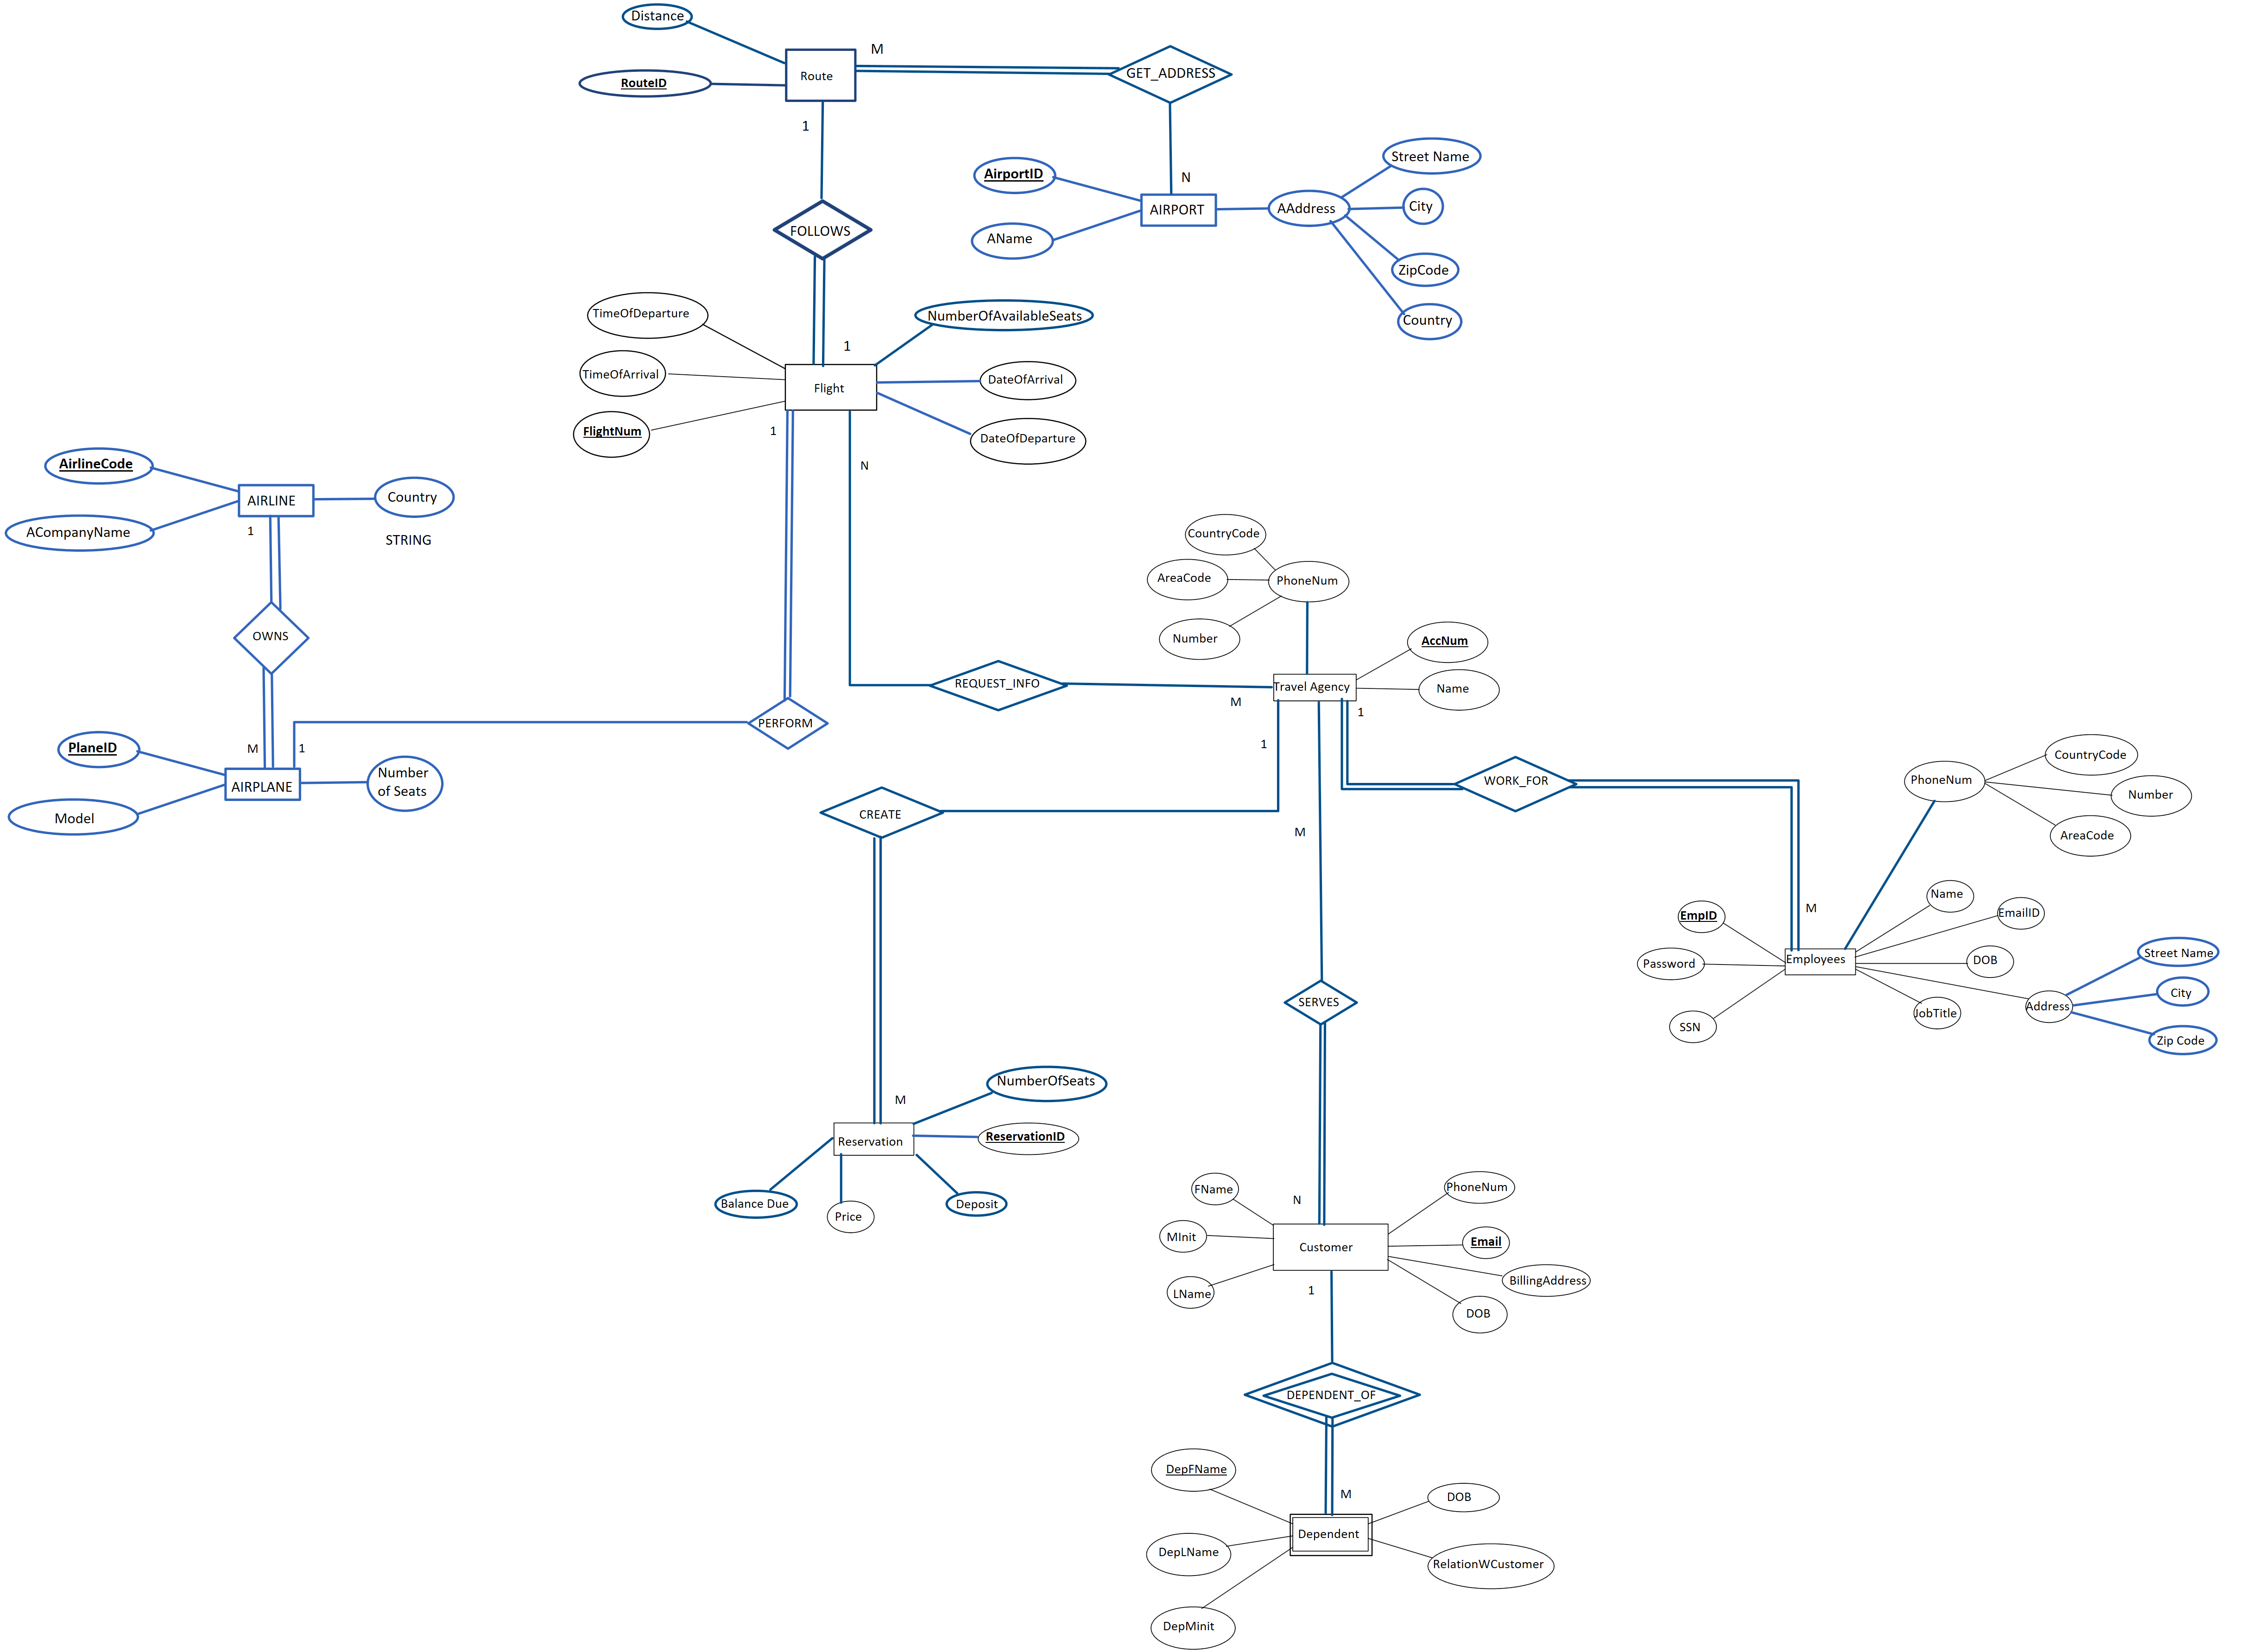 Distance
RouteID
Route
M
GET_ADDRESS
1
N
AirportID
AName
AIRPORT
AAddress
Street Name
City
ZipCode
Country
FOLLOWS
TimeOfDeparture
TimeOfArrival
FlightNum
1
NumberOfAvailableSeats
Flight
DateOfArrival
DateOfDeparture
1
N
AirlineCode
ACompanyName
AIRLINE
Country
STRING
1
OWNS
M
1
PlaneID
Model
AIRPLANE
Number
of Seats
PERFORM
REQUEST_INFO
CountryCode
AreaCode
Number
PhoneNum
AccNum
Name
Travel Agency
M
1
1
M
CREATE
WORK_FOR
PhoneNum
CountryCode
Number
AreaCode
M
EmpID
Password
SSN
Employees
Name
EmailID
DOB
Address
JobTitle
Street Name
City
Zip Code
SERVES
M
NumberOfSeats
ReservationID
Reservation
Balance Due
Price
Deposit
N
FName
MInit
LName
Customer
PhoneNum
Email
BillingAddress
DOB
1
DEPENDENT_OF
M
DepFName
DepLName
DepMinit
Dependent
DOB
RelationWCustomer